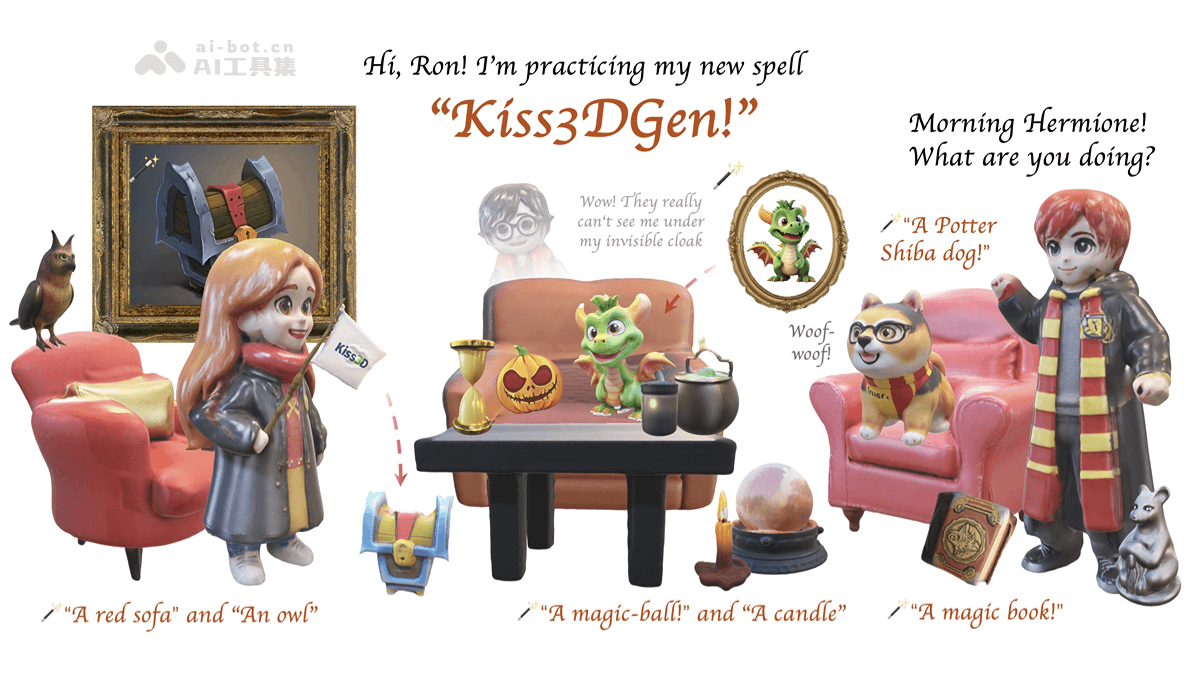 ai-bot.cn
AI工具集
Hi, Ron! I'm practicing my new spell
“Kiss3DGen!”
Morning Hermione!
What are you doing?
Wow! They really
can't see me under
my invisible cloak
“A Potter
Shiba dog!"
Woof-
woof!
Kiss3D
“A red sofa" and “An owl”
“A magic-ball!" and “A candle”
“A magic book!"